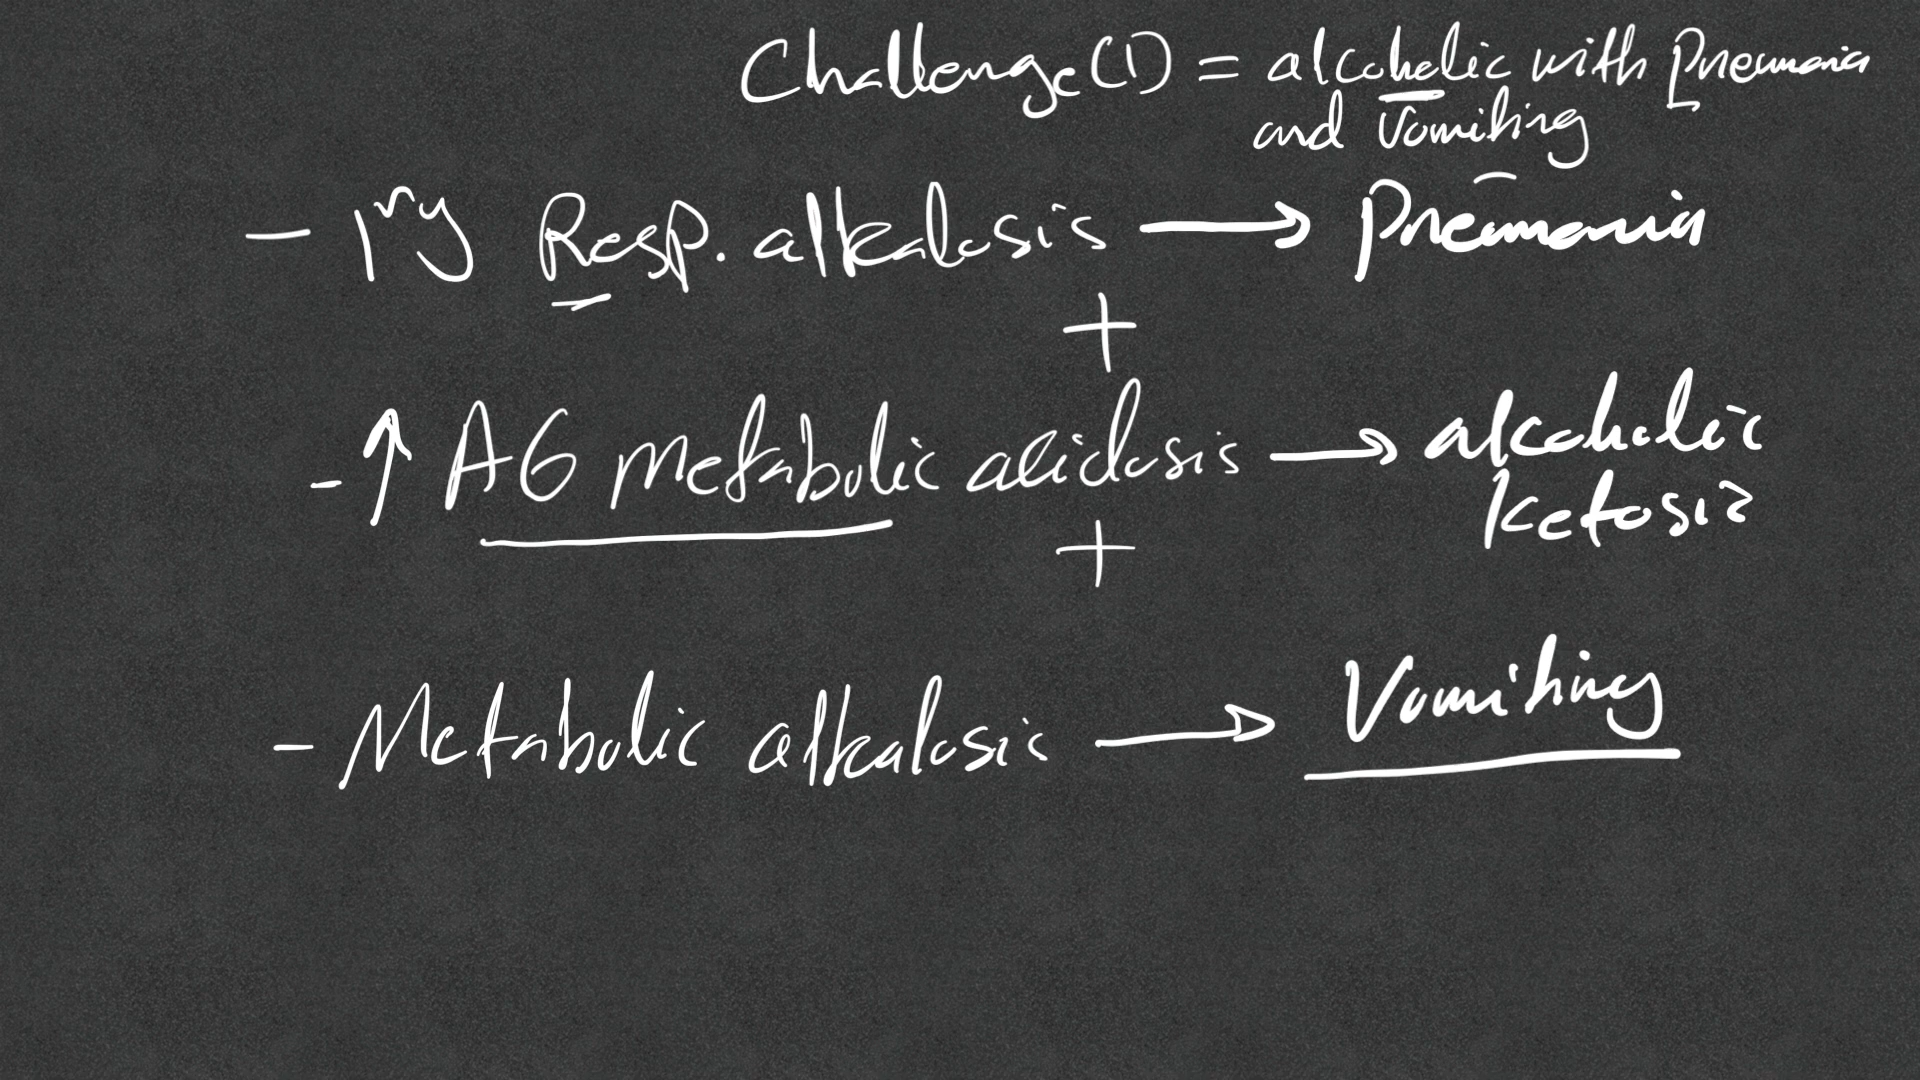 Challenge (1) = alcoholic with Pneumonia
and Vomiting
- 1ry Resp. alkalosis → Pneumonia
+
- ↑ AG metabolic acidosis → alcoholic
ketosis
+
- Metabolic alkalosis → Vomiting